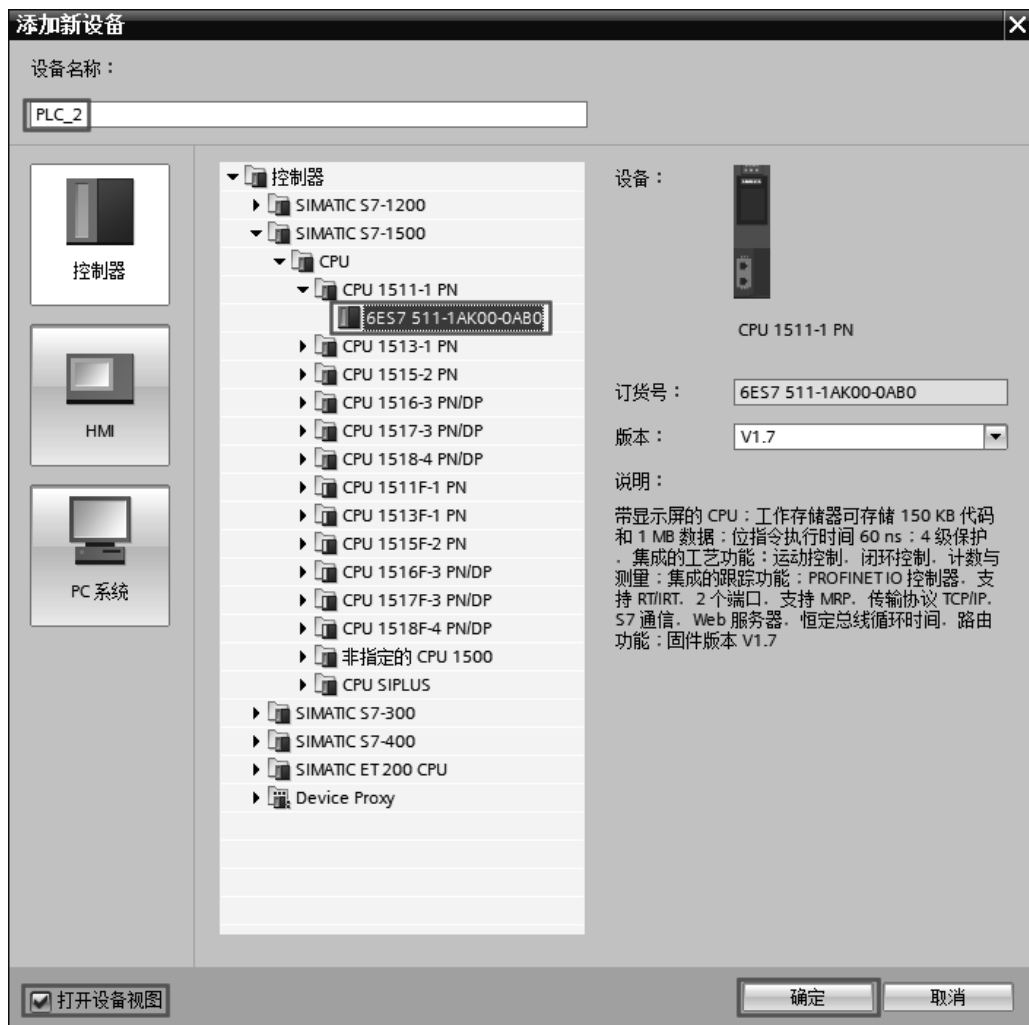 添加新设备
设备名称：
PLC_2
控制器
HMI
PC 系统
控制器
SIMATIC S7-1200
SIMATIC S7-1500
CPU
CPU 1511-1 PN
6ES7 511-1AK00-0AB0
CPU 1513-1 PN
CPU 1515-2 PN
CPU 1516-3 PN/DP
CPU 1517-3 PN/DP
CPU 1518-4 PN/DP
CPU 1511F-1 PN
CPU 1513F-1 PN
CPU 1515F-2 PN
CPU 1516F-3 PN/DP
CPU 1517F-3 PN/DP
CPU 1518F-4 PN/DP
非指定的 CPU 1500
CPU SIPLUS
SIMATIC S7-300
SIMATIC S7-400
SIMATIC ET 200 CPU
Device Proxy
设备：
CPU 1511-1 PN
订货号： 6ES7 511-1AK00-0AB0
版本： V1.7
说明：
带显示屏的 CPU；工作存储器可存储 150 KB 代码
和 1 MB 数据；位指令执行时间 60 ns；4 级保护
，集成的工艺功能：运动控制，闭环控制，计数与
测量；集成的跟踪功能；PROFINET IO 控制器，支
持 RT/IRT，2 个端口，支持 MRP，传输协议 TCP/IP，
S7 通信，Web 服务器，恒定总线循环时间，路由
功能；固件版本 V1.7
打开设备视图
确定
取消